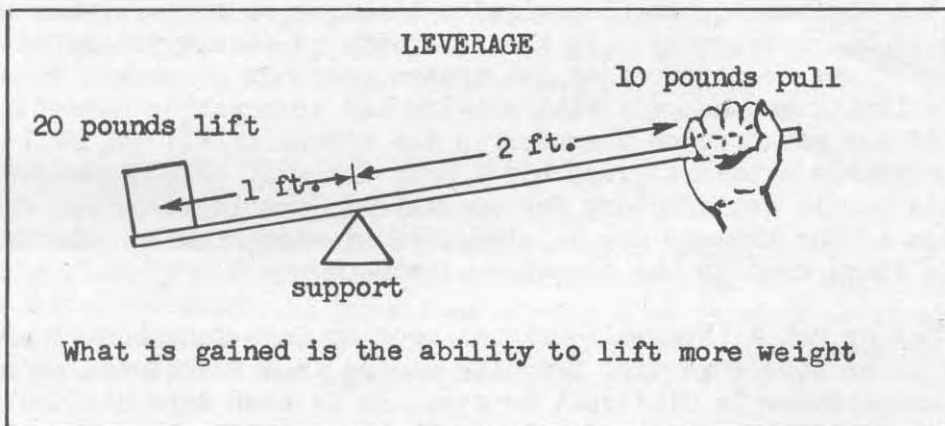 LEVERAGE
10 pounds pull
20 pounds lift
2 ft.
1 ft.
support
What is gained is the ability to lift more weight